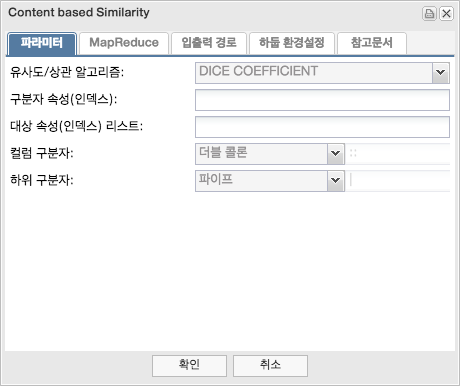 Content based Similarity
파라미터 MapReduce 입출력 경로 하둡 환경설정 참고문서
유사도/상관 알고리즘: DICE COEFFICIENT
구분자 속성(인덱스):
대상 속성(인덱스) 리스트:
컬럼 구분자: 더블 콜론 ::
하위 구분자: 파이프 |
확인 취소